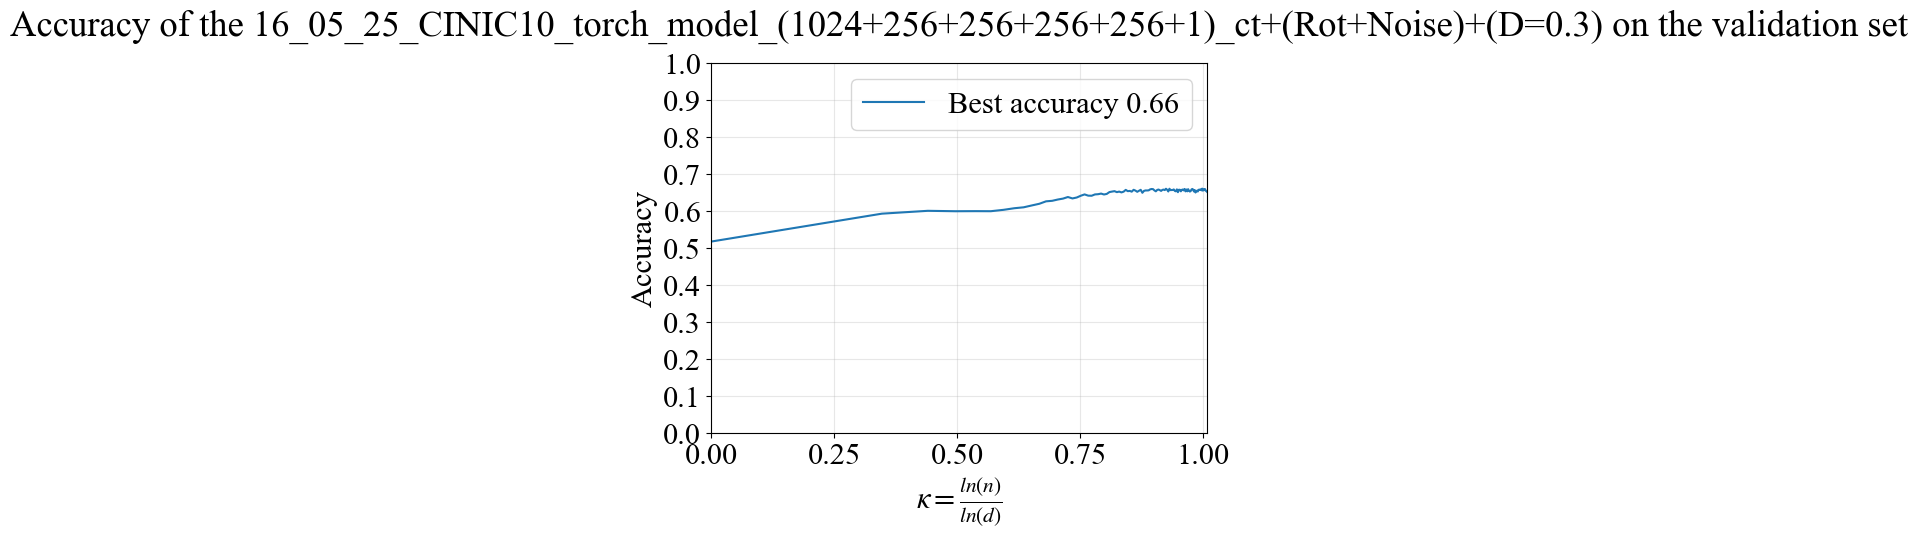 Accuracy of the 16_05_25_CINIC10_torch_model_(1024+256+256+256+256+1)_ct+(Rot+Noise)+(D=0.3) on the validation set
1.0
Best accuracy 0.66
0.9
0.8
0.7
0.6
0.5
0.4
0.3
0.2
0.1
0.0
Accuracy
0.00 0.25 0.50 0.75 1.00
κ = ln(n) / ln(d)